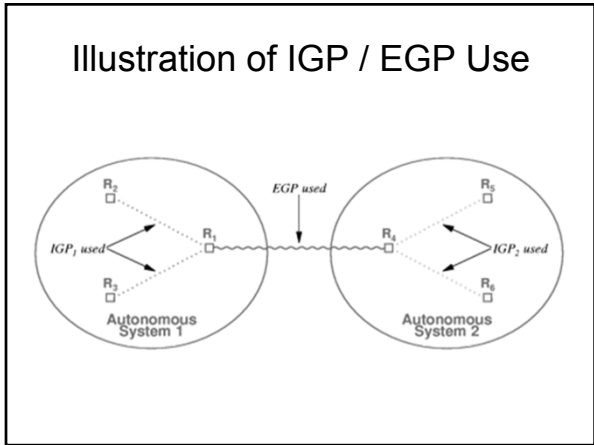 Illustration of IGP / EGP Use
R₂
EGP used
R₅
R₁
R₄
IGP₁ used
IGP₂ used
R₃
R₆
Autonomous
System 1
Autonomous
System 2